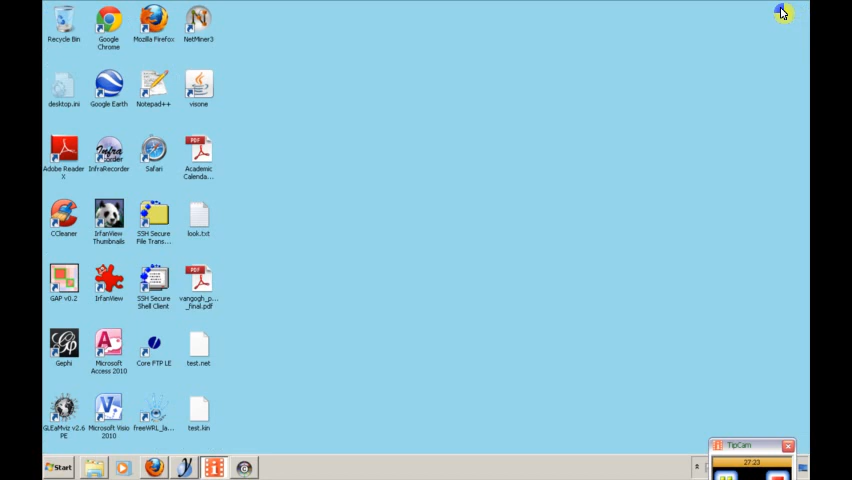 Recycle Bin
Google
Chrome
Mozilla Firefox
NetMiner3
desktop.ini
Google Earth
Notepad++
visone
Adobe Reader
X
InfraRecorder
Safari
Academic
Calenda...
CCleaner
IrfanView
Thumbnails
SSH Secure
File Trans...
look.txt
GAP v0.2
IrfanView
SSH Secure
Shell Client
vangogh_p...
_final.pdf
Gephi
Microsoft
Access 2010
Core FTP LE
test.net
GLEaMviz v2.6
PE
Microsoft Visio
2010
freeWRL_la...
test.kin
Start
TipCam
27:23